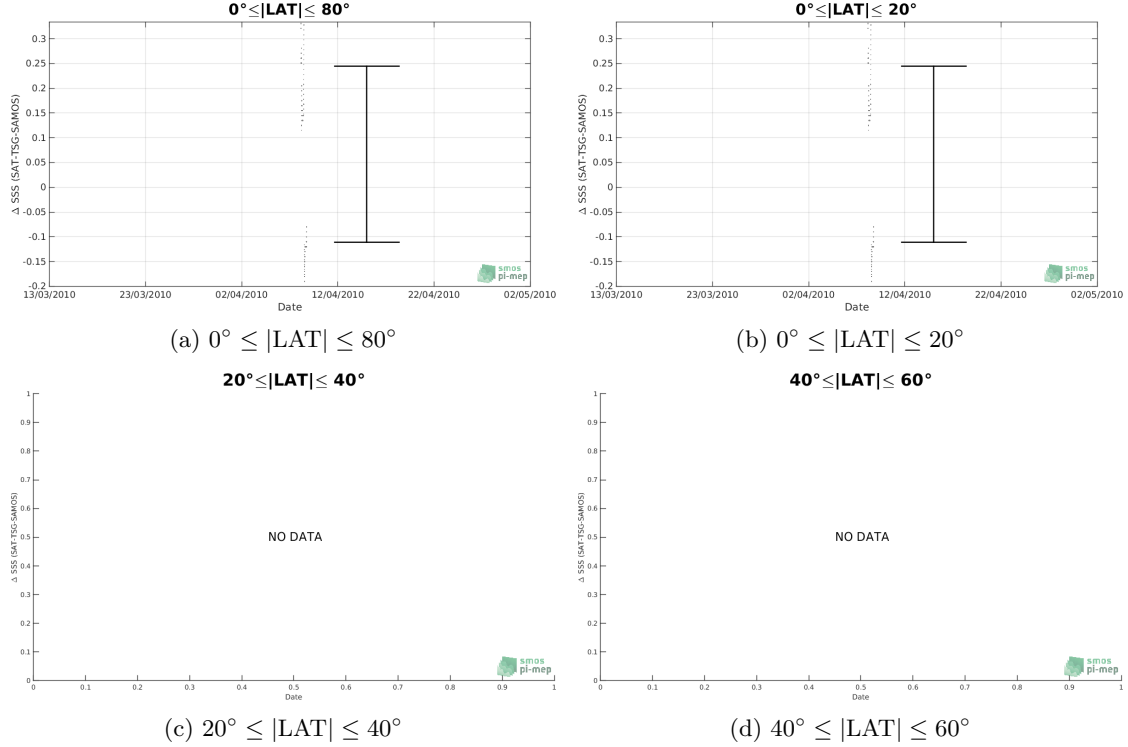 0°≤|LAT|≤ 80°
Δ SSS (SAT-TSG-SAMOS)
0.3
0.25
0.2
0.15
0.1
0.05
0
-0.05
-0.1
-0.15
-0.2
13/03/2010 23/03/2010 02/04/2010 12/04/2010 22/04/2010 02/05/2010
Date
smos
pi-mep
(a) 0° ≤ |LAT| ≤ 80°
0°≤|LAT|≤ 20°
Δ SSS (SAT-TSG-SAMOS)
0.3
0.25
0.2
0.15
0.1
0.05
0
-0.05
-0.1
-0.15
-0.2
13/03/2010 23/03/2010 02/04/2010 12/04/2010 22/04/2010 02/05/2010
Date
smos
pi-mep
(b) 0° ≤ |LAT| ≤ 20°
20°≤|LAT|≤ 40°
Δ SSS (SAT-TSG-SAMOS)
1
0.9
0.8
0.7
0.6
0.5
0.4
0.3
0.2
0.1
0
NO DATA
0 0.1 0.2 0.3 0.4 0.5 0.6 0.7 0.8 0.9 1
Date
smos
pi-mep
(c) 20° ≤ |LAT| ≤ 40°
40°≤|LAT|≤ 60°
Δ SSS (SAT-TSG-SAMOS)
1
0.9
0.8
0.7
0.6
0.5
0.4
0.3
0.2
0.1
0
NO DATA
0 0.1 0.2 0.3 0.4 0.5 0.6 0.7 0.8 0.9 1
Date
smos
pi-mep
(d) 40° ≤ |LAT| ≤ 60°